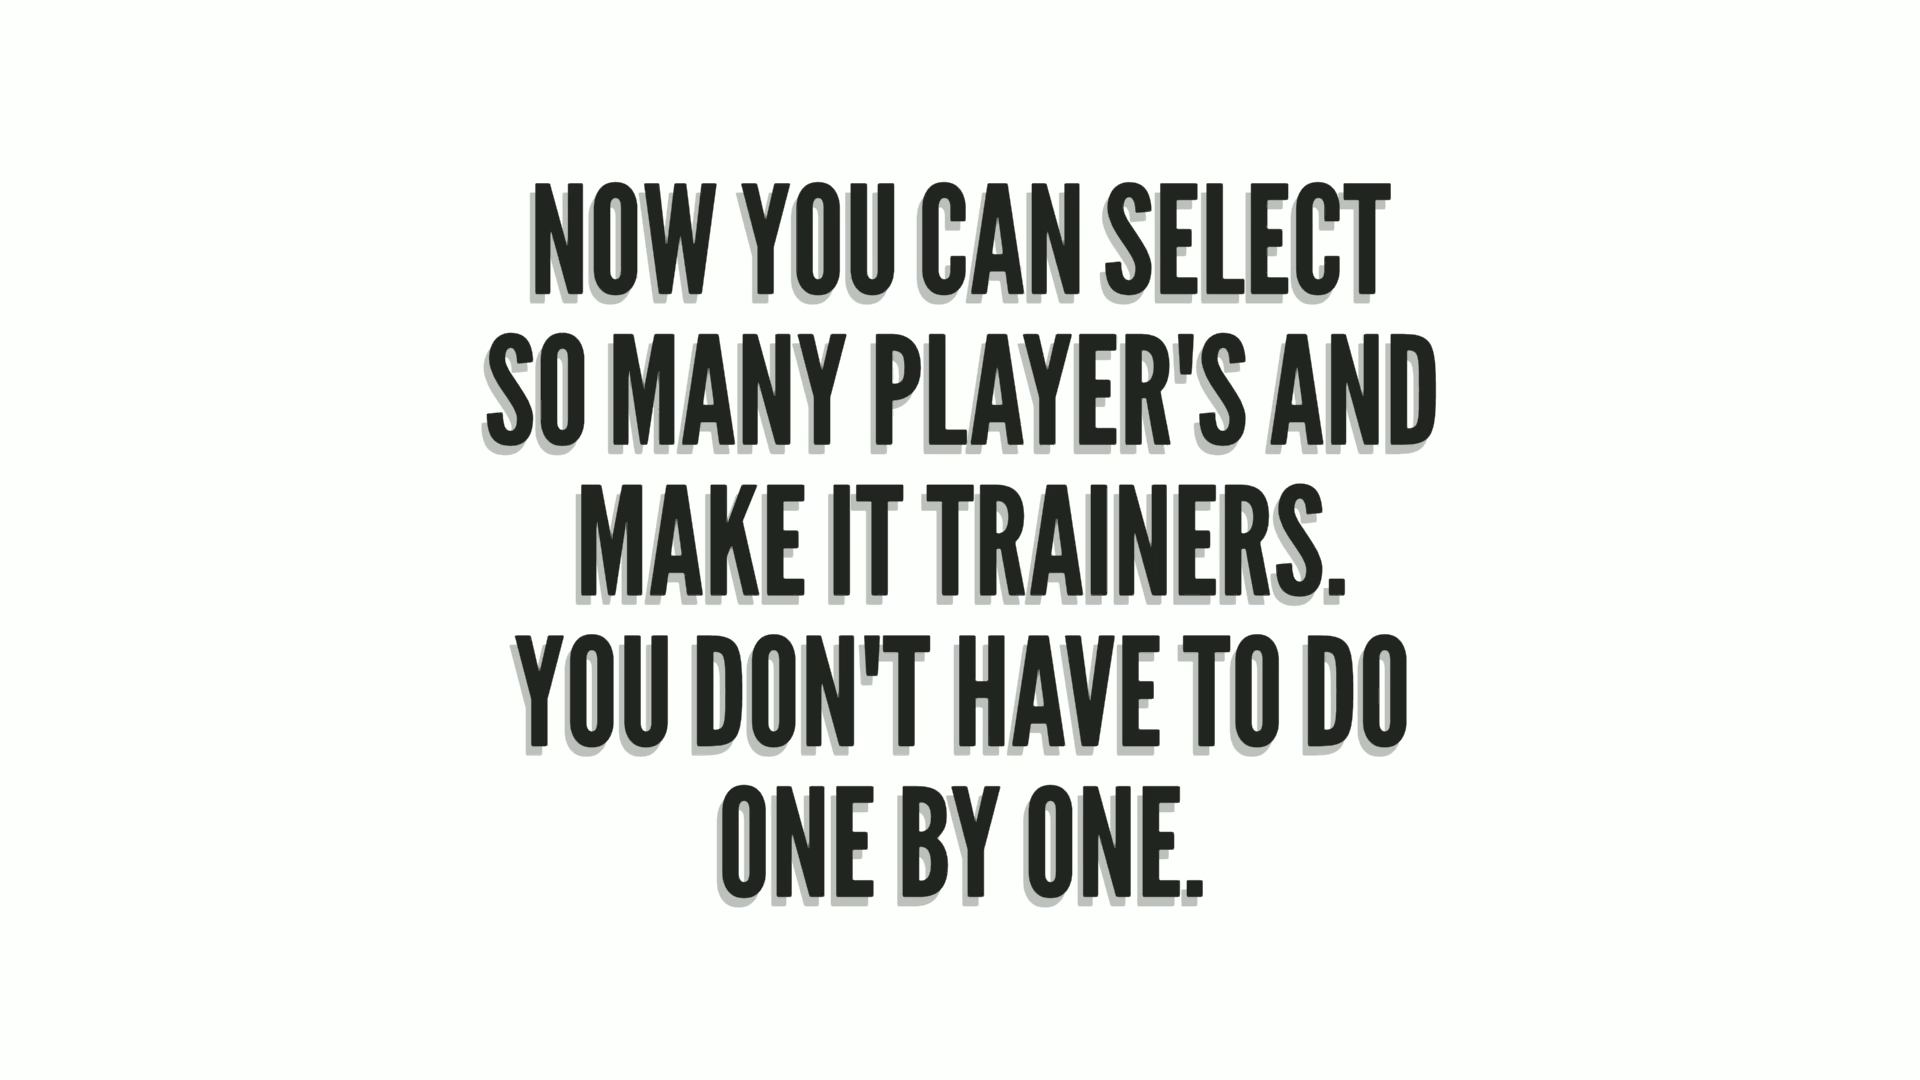 NOW YOU CAN SELECT
SO MANY PLAYER'S AND
MAKE IT TRAINERS.
YOU DON'T HAVE TO DO
ONE BY ONE.